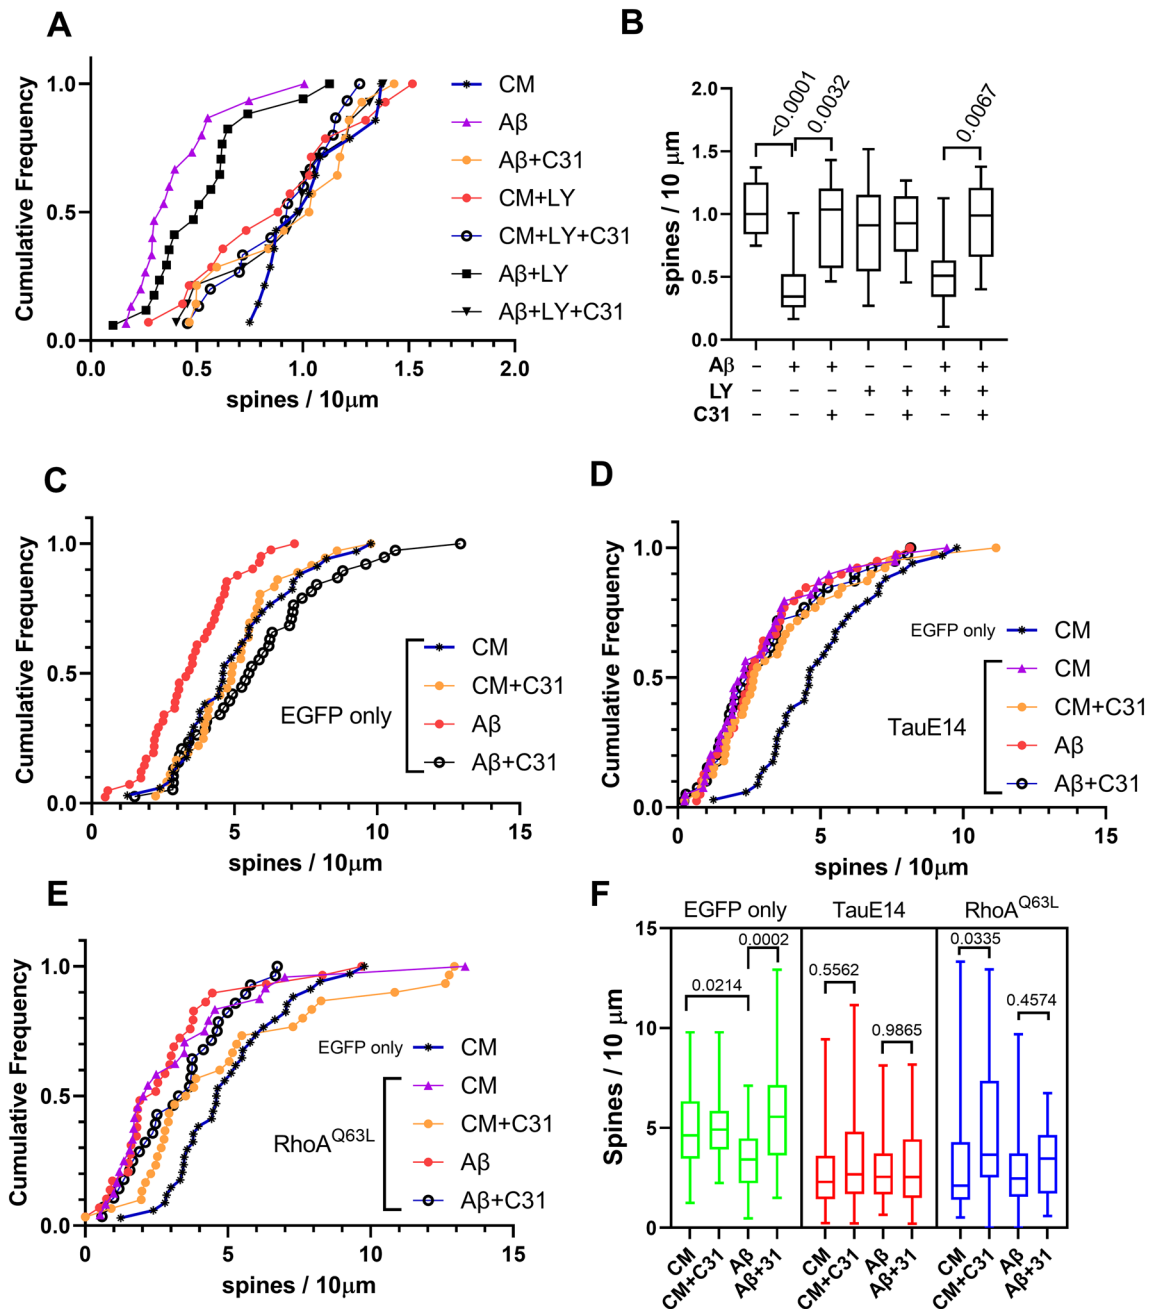 A
Cumulative Frequency
1.0
0.5
0.0
0.0 0.5 1.0 1.5 2.0
spines / 10μm
CM
Aβ
Aβ+C31
CM+LY
CM+LY+C31
Aβ+LY
Aβ+LY+C31
B
spines / 10 μm
2.0
1.5
1.0
0.5
0.0
<0.0001
0.0032
0.0067
Aβ − + + − − + +
LY − − − + + + +
C31 − − + − + − +
C
Cumulative Frequency
1.0
0.5
0.0
0 5 10 15
spines / 10μm
EGFP only
CM
CM+C31
Aβ
Aβ+C31
D
Cumulative Frequency
1.0
0.5
0.0
0 5 10 15
spines / 10μm
EGFP only CM
TauE14
CM
CM+C31
Aβ
Aβ+C31
E
Cumulative Frequency
1.0
0.5
0.0
0 5 10 15
spines / 10μm
EGFP only CM
RhoAQ63L
CM
CM+C31
Aβ
Aβ+C31
F
EGFP only TauE14 RhoAQ63L
Spines / 10 μm
15
10
5
0
0.0214
0.0002
0.5562
0.9865
0.0335
0.4574
CM
CM+C31
Aβ
Aβ+31
CM
CM+C31
Aβ
Aβ+31
CM
CM+C31
Aβ
Aβ+31